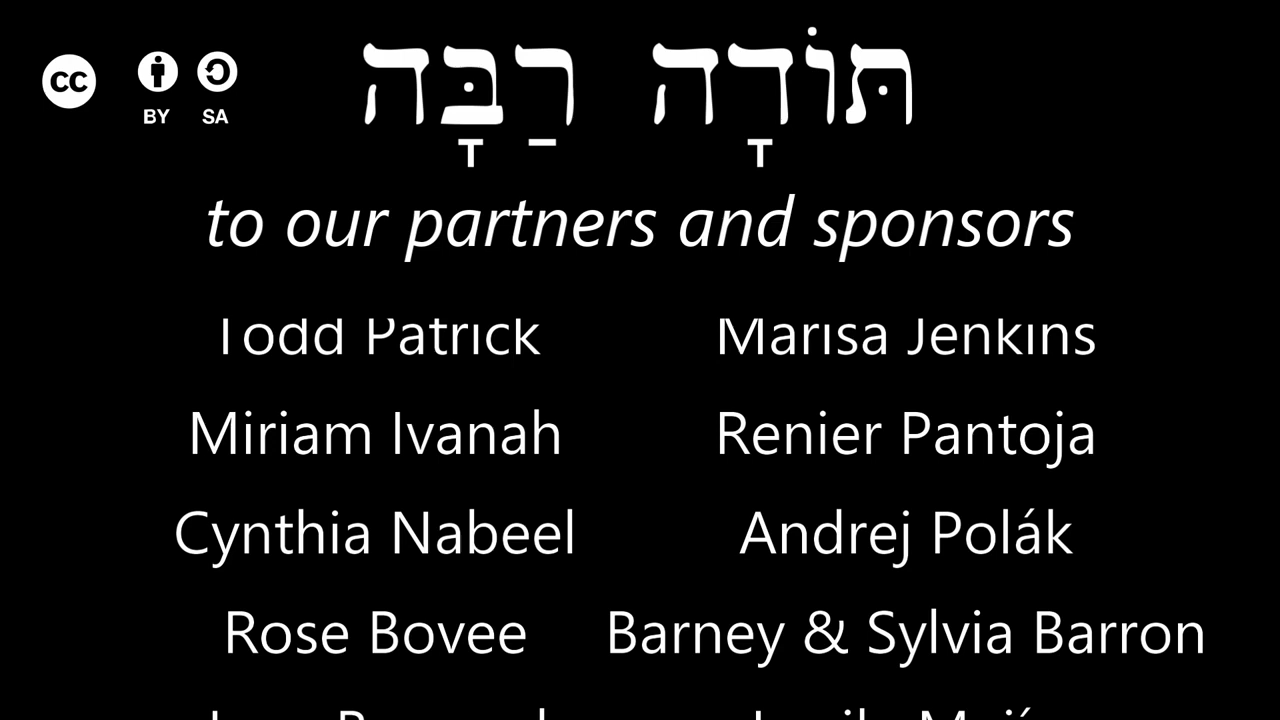 cc BY SA
תּוֹדָה רַבָּה
to our partners and sponsors
Todd Patrick Marisa Jenkins
Miriam Ivanah Renier Pantoja
Cynthia Nabeel Andrej Polák
Rose Bovee Barney & Sylvia Barron